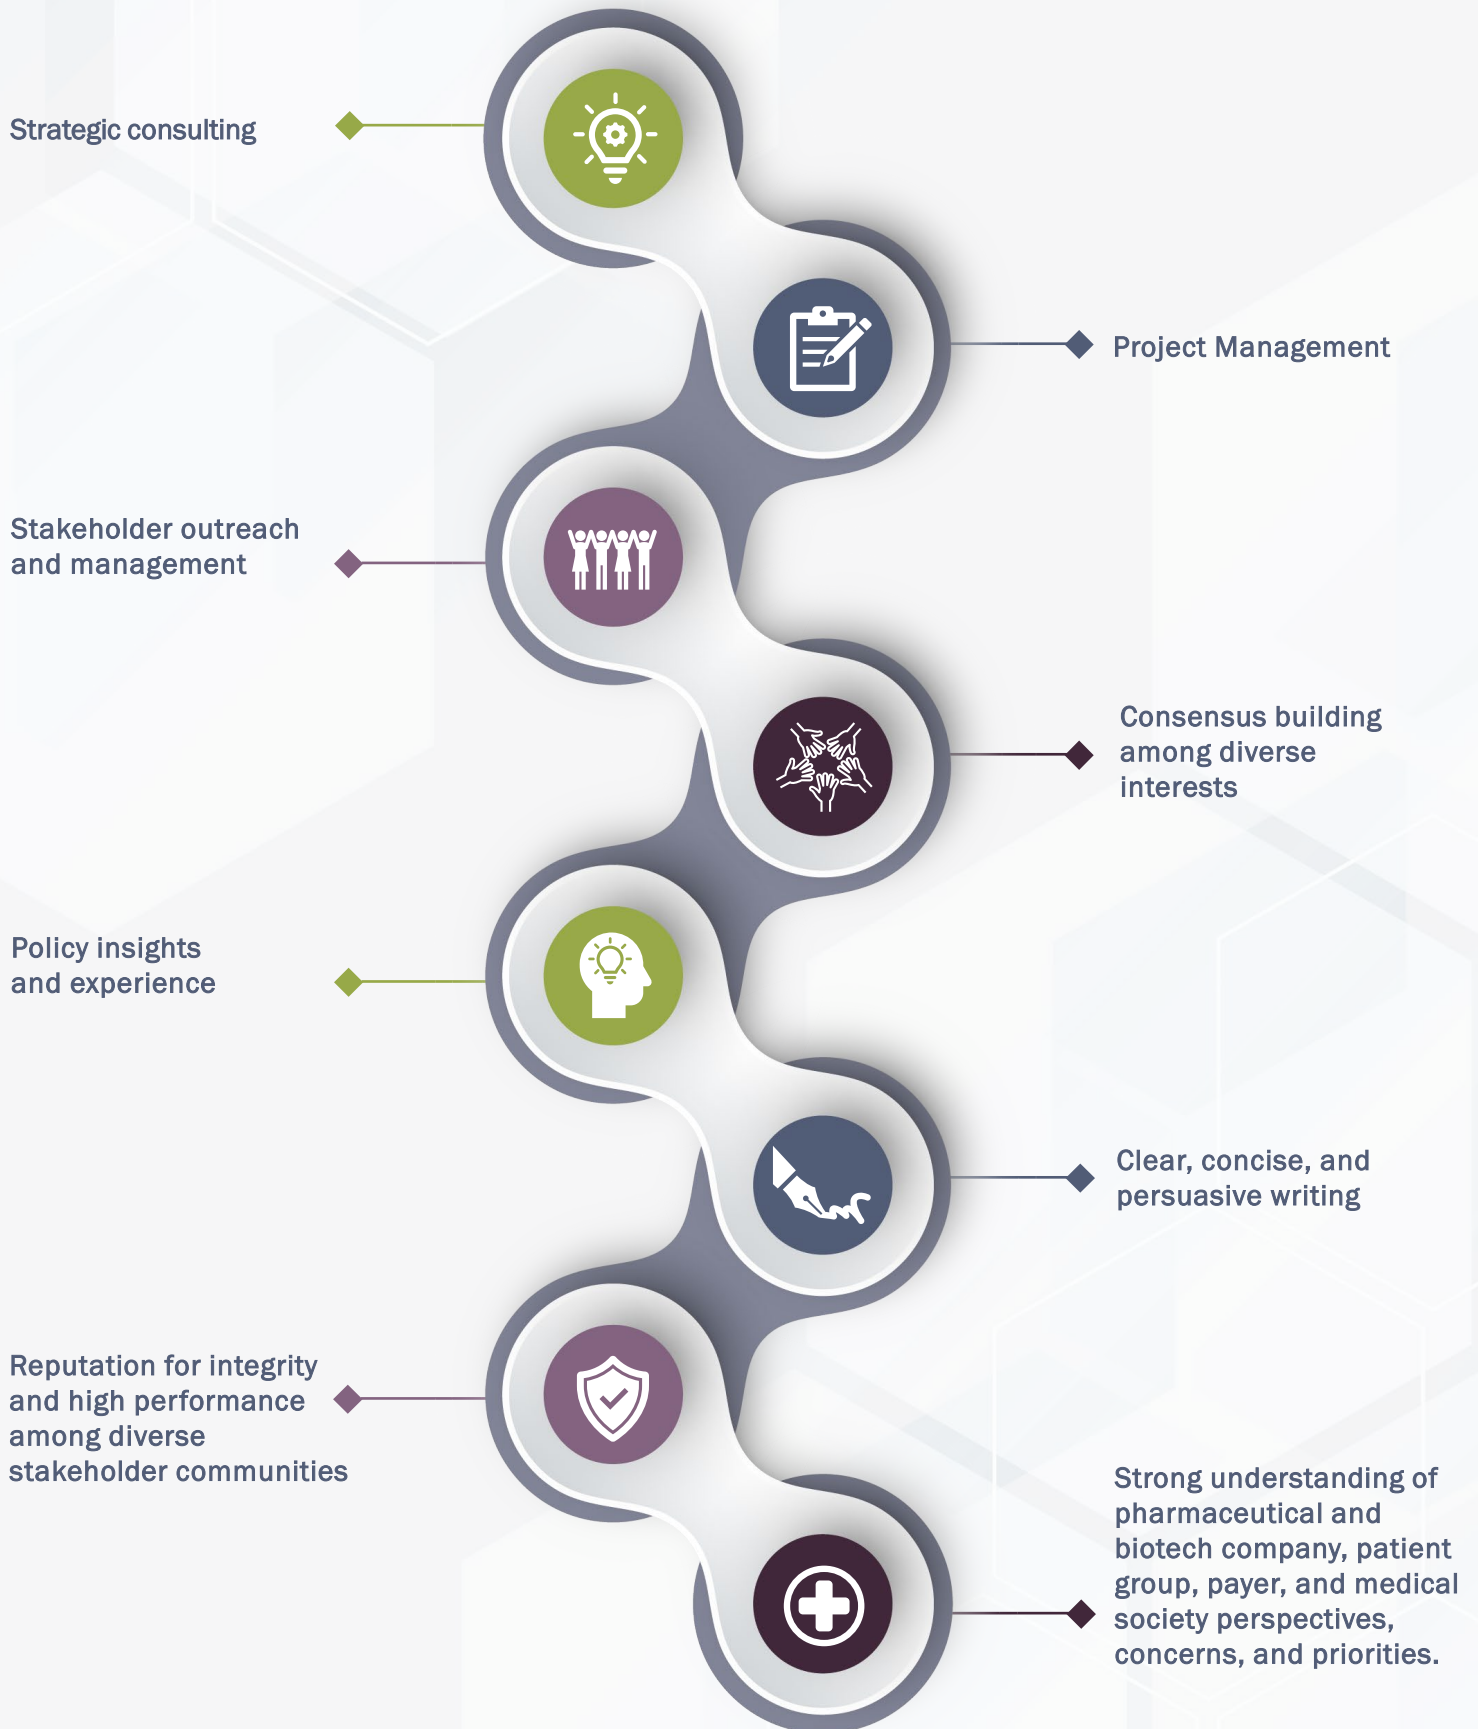 Strategic consulting
Project Management
Stakeholder outreach
and management
Consensus building
among diverse
interests
Policy insights
and experience
Clear, concise, and
persuasive writing
Reputation for integrity
and high performance
among diverse
stakeholder communities
Strong understanding of
pharmaceutical and
biotech company, patient
group, payer, and medical
society perspectives,
concerns, and priorities.